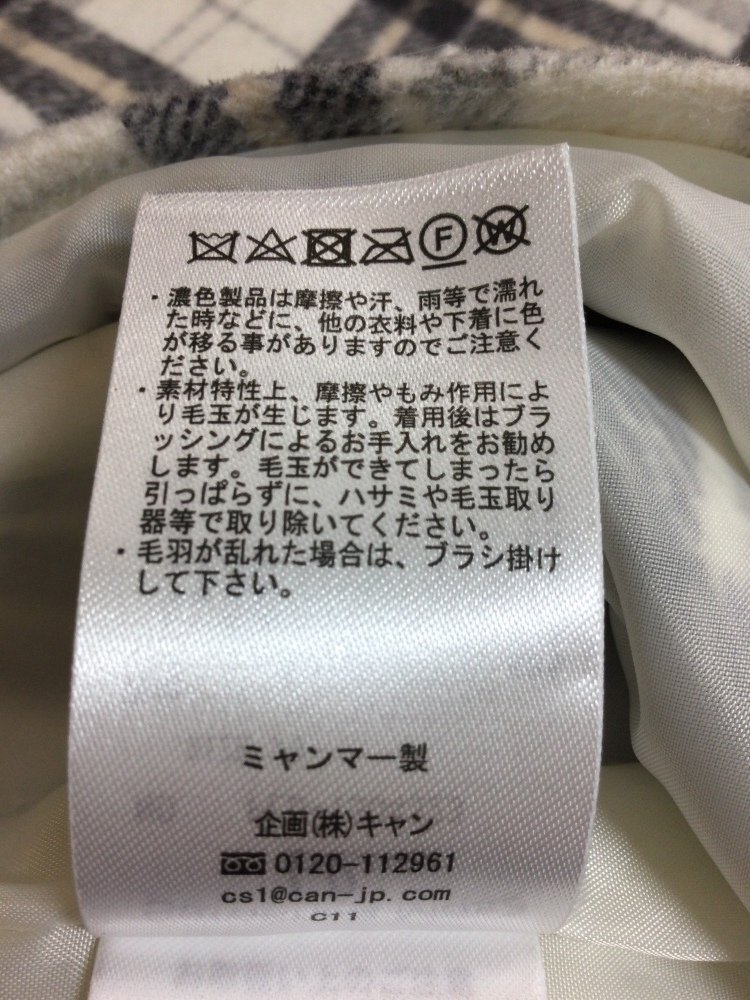 F W
・濃色製品は摩擦や汗、雨等で濡れ
た時などに、他の衣料や下着に色
が移る事がありますのでご注意く
ださい。
・素材特性上、摩擦やもみ作用によ
り毛玉が生じます。着用後はブラ
ッシングによるお手入れをお勧め
します。毛玉ができてしまったら
引っぱらずに、ハサミや毛玉取り
器等で取り除いてください。
・毛羽が乱れた場合は、ブラシ掛け
して下さい。
ミャンマー製
企画(株)キャン
0120-112961
cs1@can-jp.com
C11